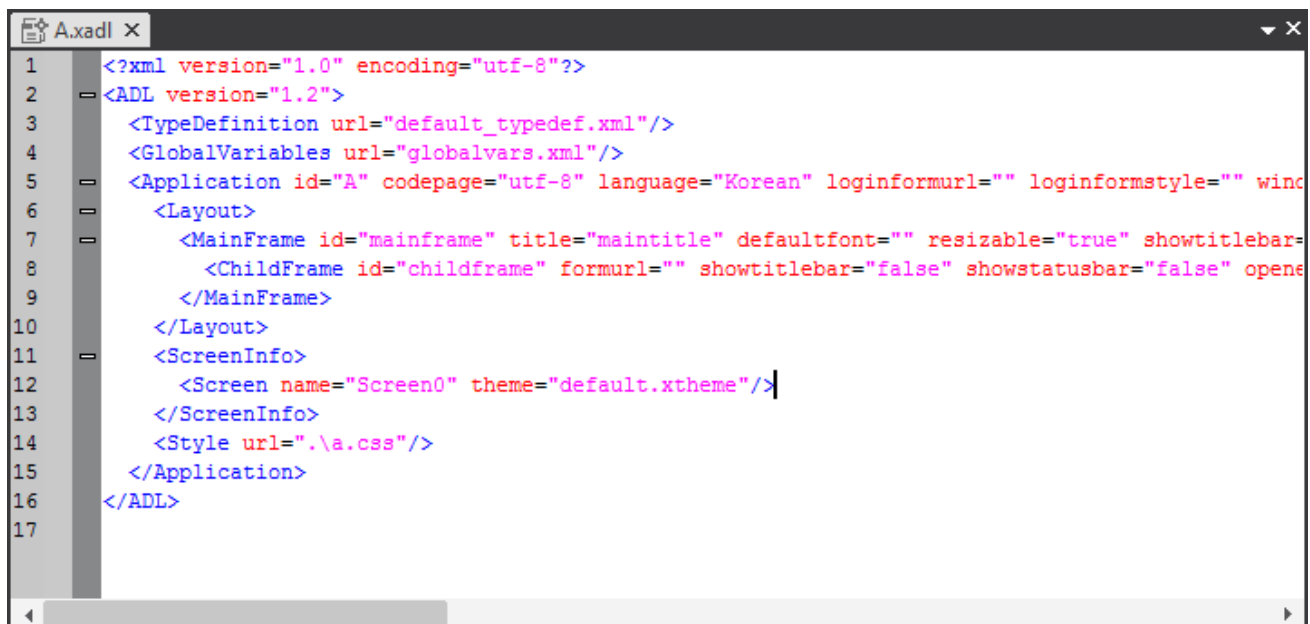 A.xadl
1 <?xml version="1.0" encoding="utf-8"?>
2 <ADL version="1.2">
3 <TypeDefinition url="default_typedef.xml"/>
4 <GlobalVariables url="globalvars.xml"/>
5 <Application id="A" codepage="utf-8" language="Korean" loginformurl="" loginformstyle="" winc
6 <Layout>
7 <MainFrame id="mainframe" title="maintitle" defaultfont="" resizable="true" showtitlebar=
8 <ChildFrame id="childframe" formurl="" showtitlebar="false" showstatusbar="false" opene
9 </MainFrame>
10 </Layout>
11 <ScreenInfo>
12 <Screen name="Screen0" theme="default.xtheme"/>
13 </ScreenInfo>
14 <Style url=".\a.css"/>
15 </Application>
16 </ADL>
17